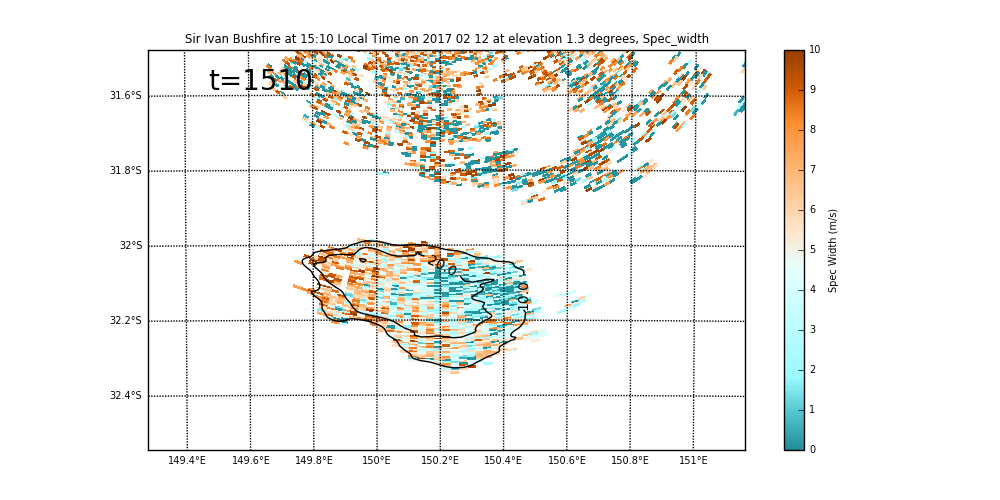 Sir Ivan Bushfire at 15:10 Local Time on 2017 02 12 at elevation 1.3 degrees, Spec_width
t=1510
31.6°S
31.8°S
32°S
32.2°S
32.4°S
149.4°E 149.6°E 149.8°E 150°E 150.2°E 150.4°E 150.6°E 150.8°E 151°E
10
9
8
7
6
5
4
3
2
1
0
Spec Width (m/s)